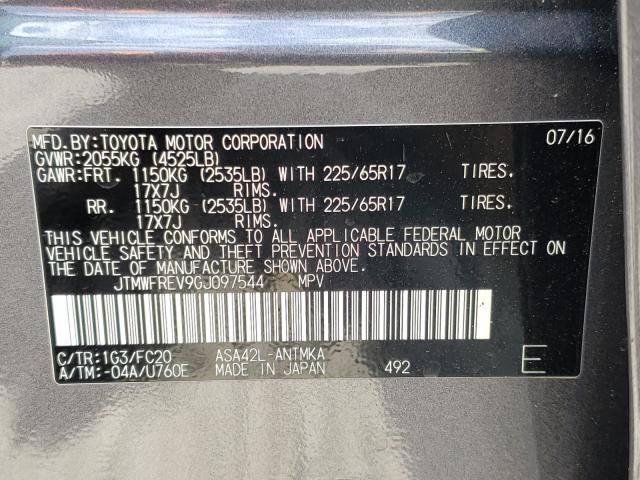 MFD.BY:TOYOTA MOTOR CORPORATION 07/16
GVWR:2055KG (4525LB)
GAWR:FRT. 1150KG (2535LB) WITH 225/65R17 TIRES.
17X7J RIMS.
RR. 1150KG (2535LB) WITH 225/65R17 TIRES.
17X7J RIMS.
THIS VEHICLE CONFORMS TO ALL APPLICABLE FEDERAL MOTOR
VEHICLE SAFETY AND THEFT PREVENTION STANDARDS IN EFFECT ON
THE DATE OF MANUFACTURE SHOWN ABOVE.
JTMWFREV9GJ097544 MPV
C/TR:1G3/FC20 ASA42L-ANTMKA
A/TM:-04A/U760E MADE IN JAPAN 492 E